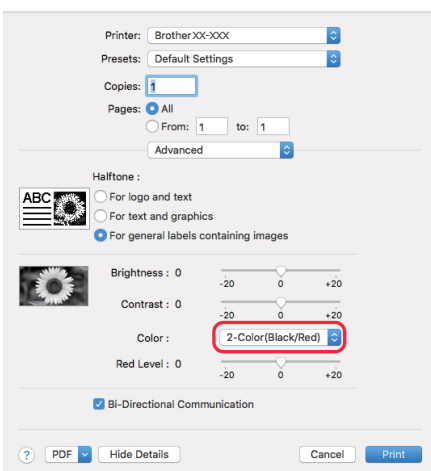 Printer: Brother XX-XXX
Presets: Default Settings
Copies: 1
Pages: All
From: 1 to: 1
Advanced
Halftone :
ABC
For logo and text
For text and graphics
For general labels containing images
Brightness : 0
-20 0 +20
Contrast : 0
-20 0 +20
Color : 2-Color(Black/Red)
Red Level : 0
-20 0 +20
Bi-Directional Communication
? PDF Hide Details Cancel Print